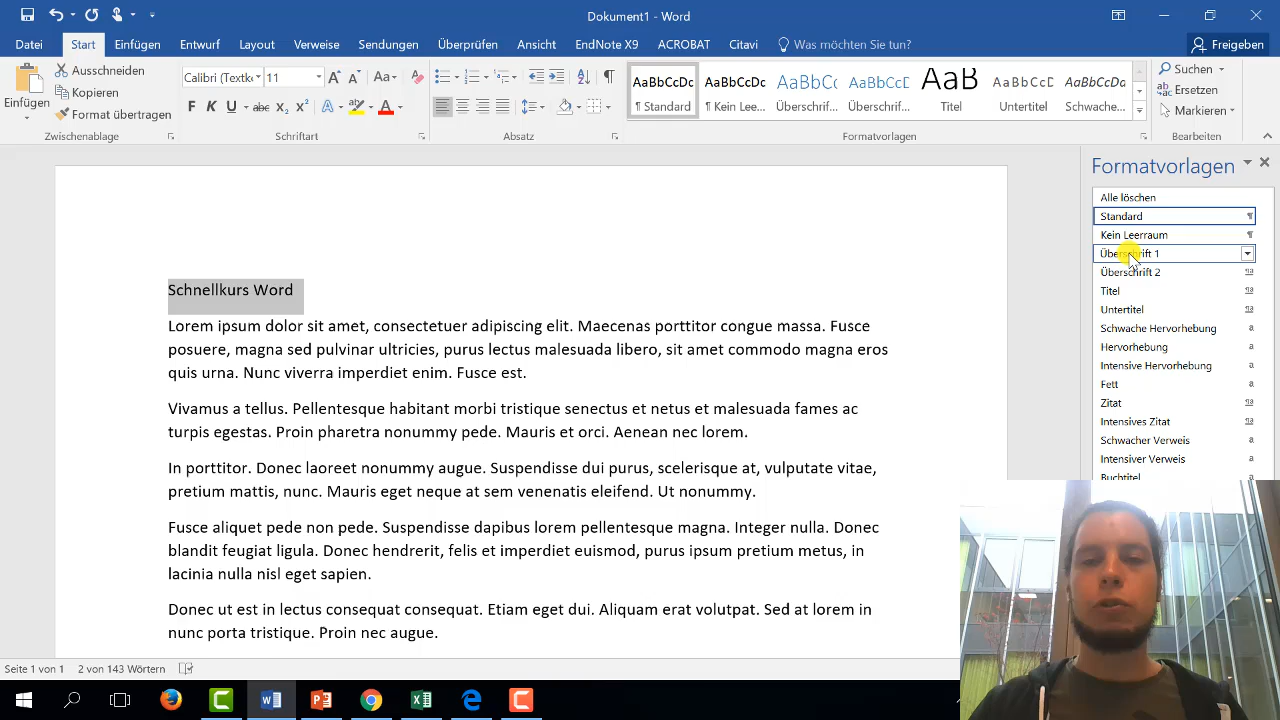 Dokument1 - Word
Datei Start Einfügen Entwurf Layout Verweise Sendungen Überprüfen Ansicht EndNote X9 ACROBAT Citavi Was möchten Sie tun? Freigeben
Einfügen
Ausschneiden
Kopieren
Format übertragen
Zwischenablage
Calibri (Textk 11
Aa
F K U abc X2 X2
Schriftart
Absatz
AaBbCcDc AaBbCcDc AaBbCc AaBbCcD AaB AaBbCcD AaBbCcD
¶ Standard ¶ Kein Lee... Überschrif... Überschrif... Titel Untertitel Schwache...
Formatvorlagen
Suchen
Ersetzen
Markieren
Bearbeiten
Schnellkurs Word
Lorem ipsum dolor sit amet, consectetuer adipiscing elit. Maecenas porttitor congue massa. Fusce
posuere, magna sed pulvinar ultricies, purus lectus malesuada libero, sit amet commodo magna eros
quis urna. Nunc viverra imperdiet enim. Fusce est.
Vivamus a tellus. Pellentesque habitant morbi tristique senectus et netus et malesuada fames ac
turpis egestas. Proin pharetra nonummy pede. Mauris et orci. Aenean nec lorem.
In porttitor. Donec laoreet nonummy augue. Suspendisse dui purus, scelerisque at, vulputate vitae,
pretium mattis, nunc. Mauris eget neque at sem venenatis eleifend. Ut nonummy.
Fusce aliquet pede non pede. Suspendisse dapibus lorem pellentesque magna. Integer nulla. Donec
blandit feugiat ligula. Donec hendrerit, felis et imperdiet euismod, purus ipsum pretium metus, in
lacinia nulla nisl eget sapien.
Donec ut est in lectus consequat consequat. Etiam eget dui. Aliquam erat volutpat. Sed at lorem in
nunc porta tristique. Proin nec augue.
Formatvorlagen
Alle löschen
Standard
Kein Leerraum
Überschrift 1
Überschrift 2
Titel
Untertitel
Schwache Hervorhebung
Hervorhebung
Intensive Hervorhebung
Fett
Zitat
Intensives Zitat
Schwacher Verweis
Intensiver Verweis
Buchtitel
Seite 1 von 1 2 von 143 Wörtern